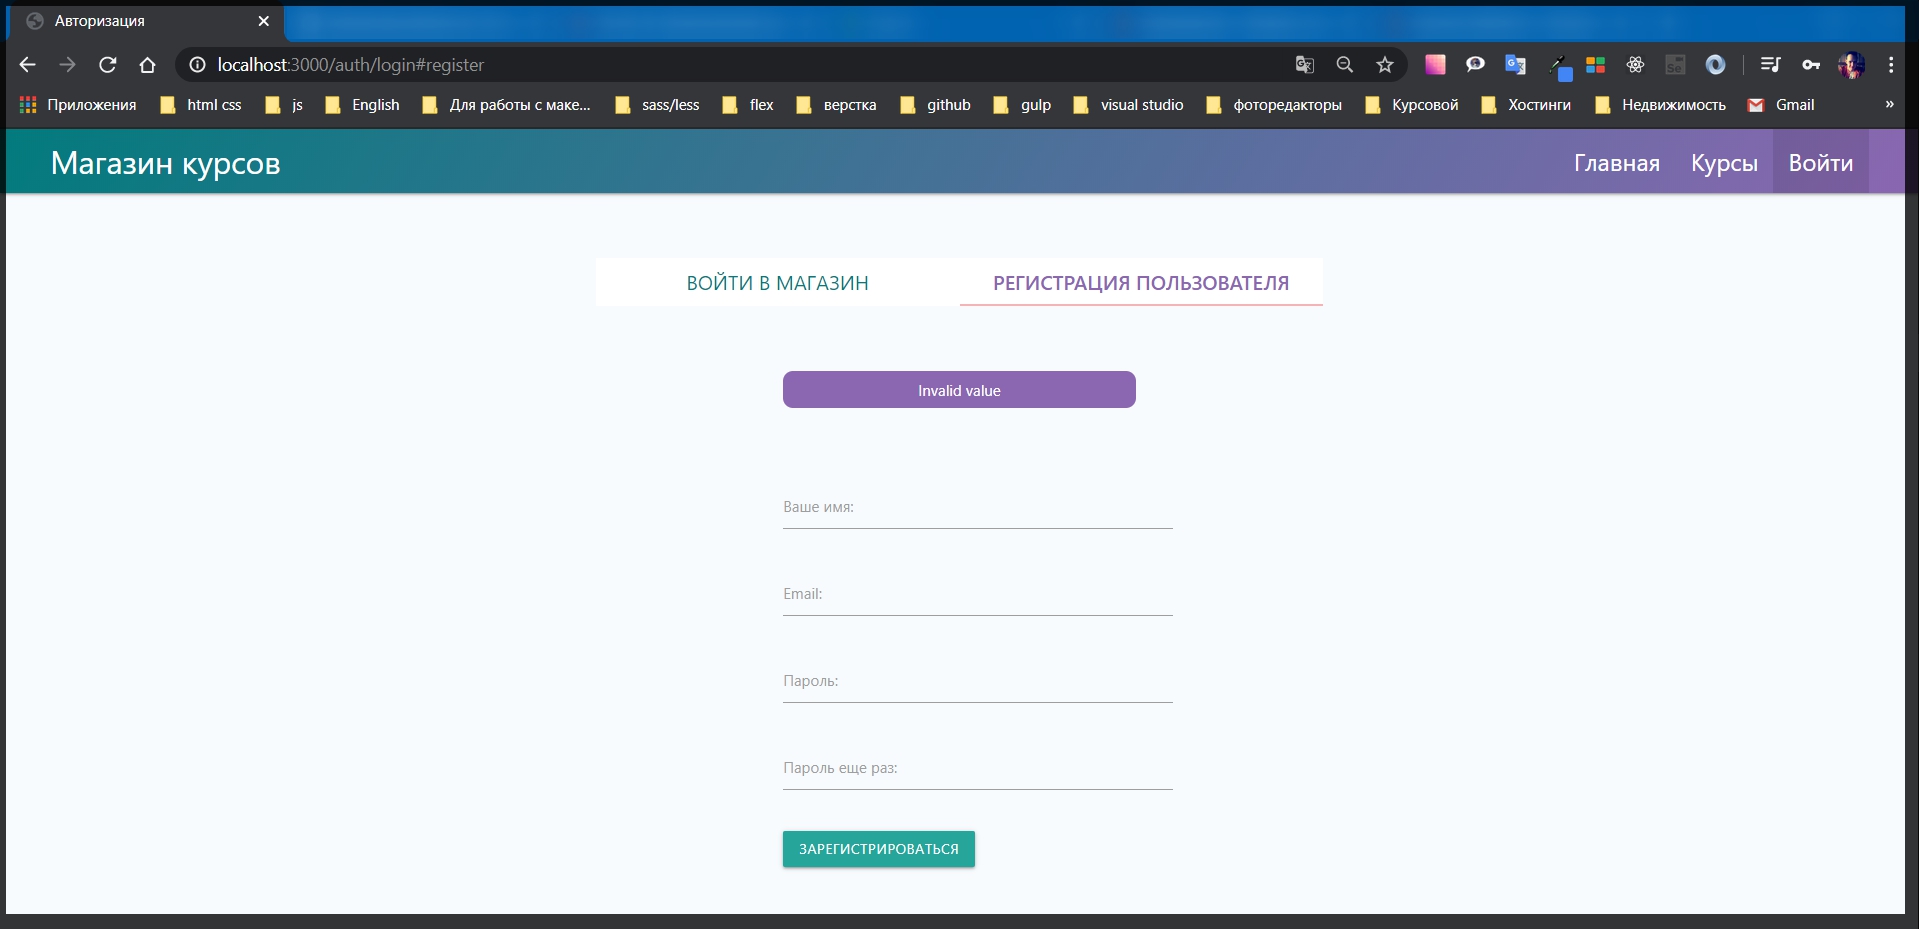 Авторизация
localhost:3000/auth/login#register
Приложения html css js English Для работы с маке... sass/less flex верстка github gulp visual studio фоторедакторы Курсовой Хостинги Недвижимость Gmail »
Магазин курсов Главная Курсы Войти
ВОЙТИ В МАГАЗИН РЕГИСТРАЦИЯ ПОЛЬЗОВАТЕЛЯ
Invalid value
Ваше имя:
Email:
Пароль:
Пароль еще раз:
ЗАРЕГИСТРИРОВАТЬСЯ